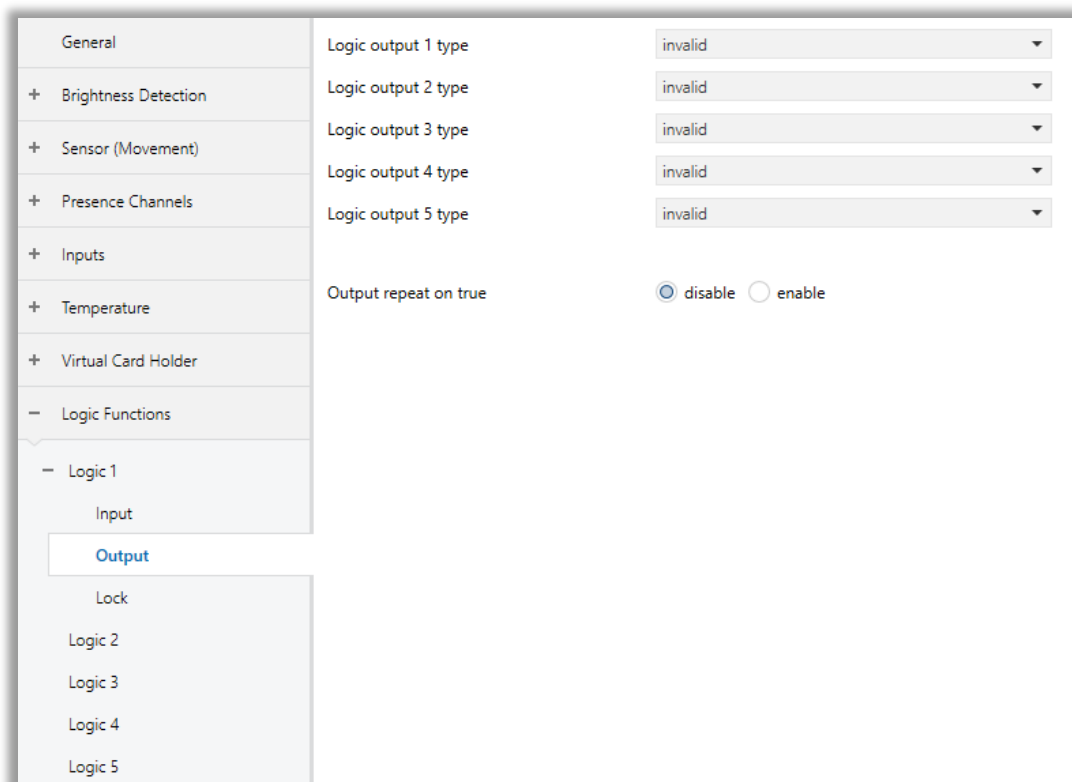 General
Brightness Detection
Sensor (Movement)
Presence Channels
Inputs
Temperature
Virtual Card Holder
Logic Functions
Logic 1
Input
Output
Lock
Logic 2
Logic 3
Logic 4
Logic 5
Logic output 1 type invalid
Logic output 2 type invalid
Logic output 3 type invalid
Logic output 4 type invalid
Logic output 5 type invalid
Output repeat on true disable enable